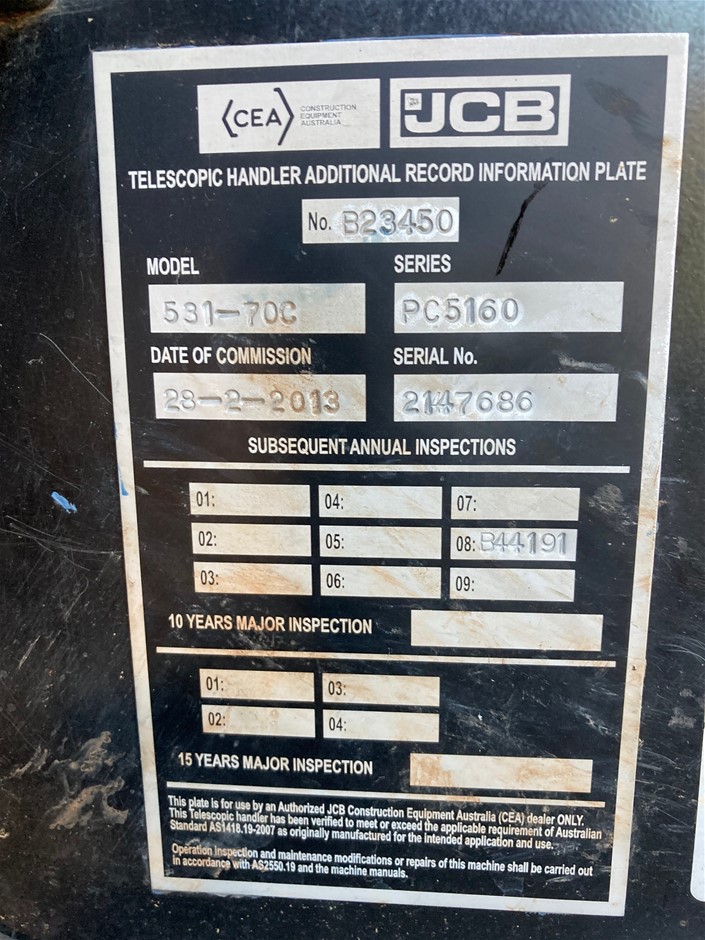 CEA CONSTRUCTION
EQUIPMENT
AUSTRALIA
JCB
TELESCOPIC HANDLER ADDITIONAL RECORD INFORMATION PLATE
No. B23450
MODEL SERIES
531-70C PC5160
DATE OF COMMISSION SERIAL No.
28-2-2013 2147686
SUBSEQUENT ANNUAL INSPECTIONS
01: 04: 07:
02: 05: 08: B44191
03: 06: 09:
10 YEARS MAJOR INSPECTION
01: 03:
02: 04:
15 YEARS MAJOR INSPECTION
This plate is for use by an Authorized JCB Construction Equipment Australia (CEA) dealer ONLY.
This Telescopic handler has been verified to meet or exceed the applicable requirement of Australian
Standard AS1418.19-2007 as originally manufactured for the intended application and use.
Operation Inspection and maintenance modifications or repairs of this machine shall be carried out
in accordance with AS2550.19 and the machine manuals.